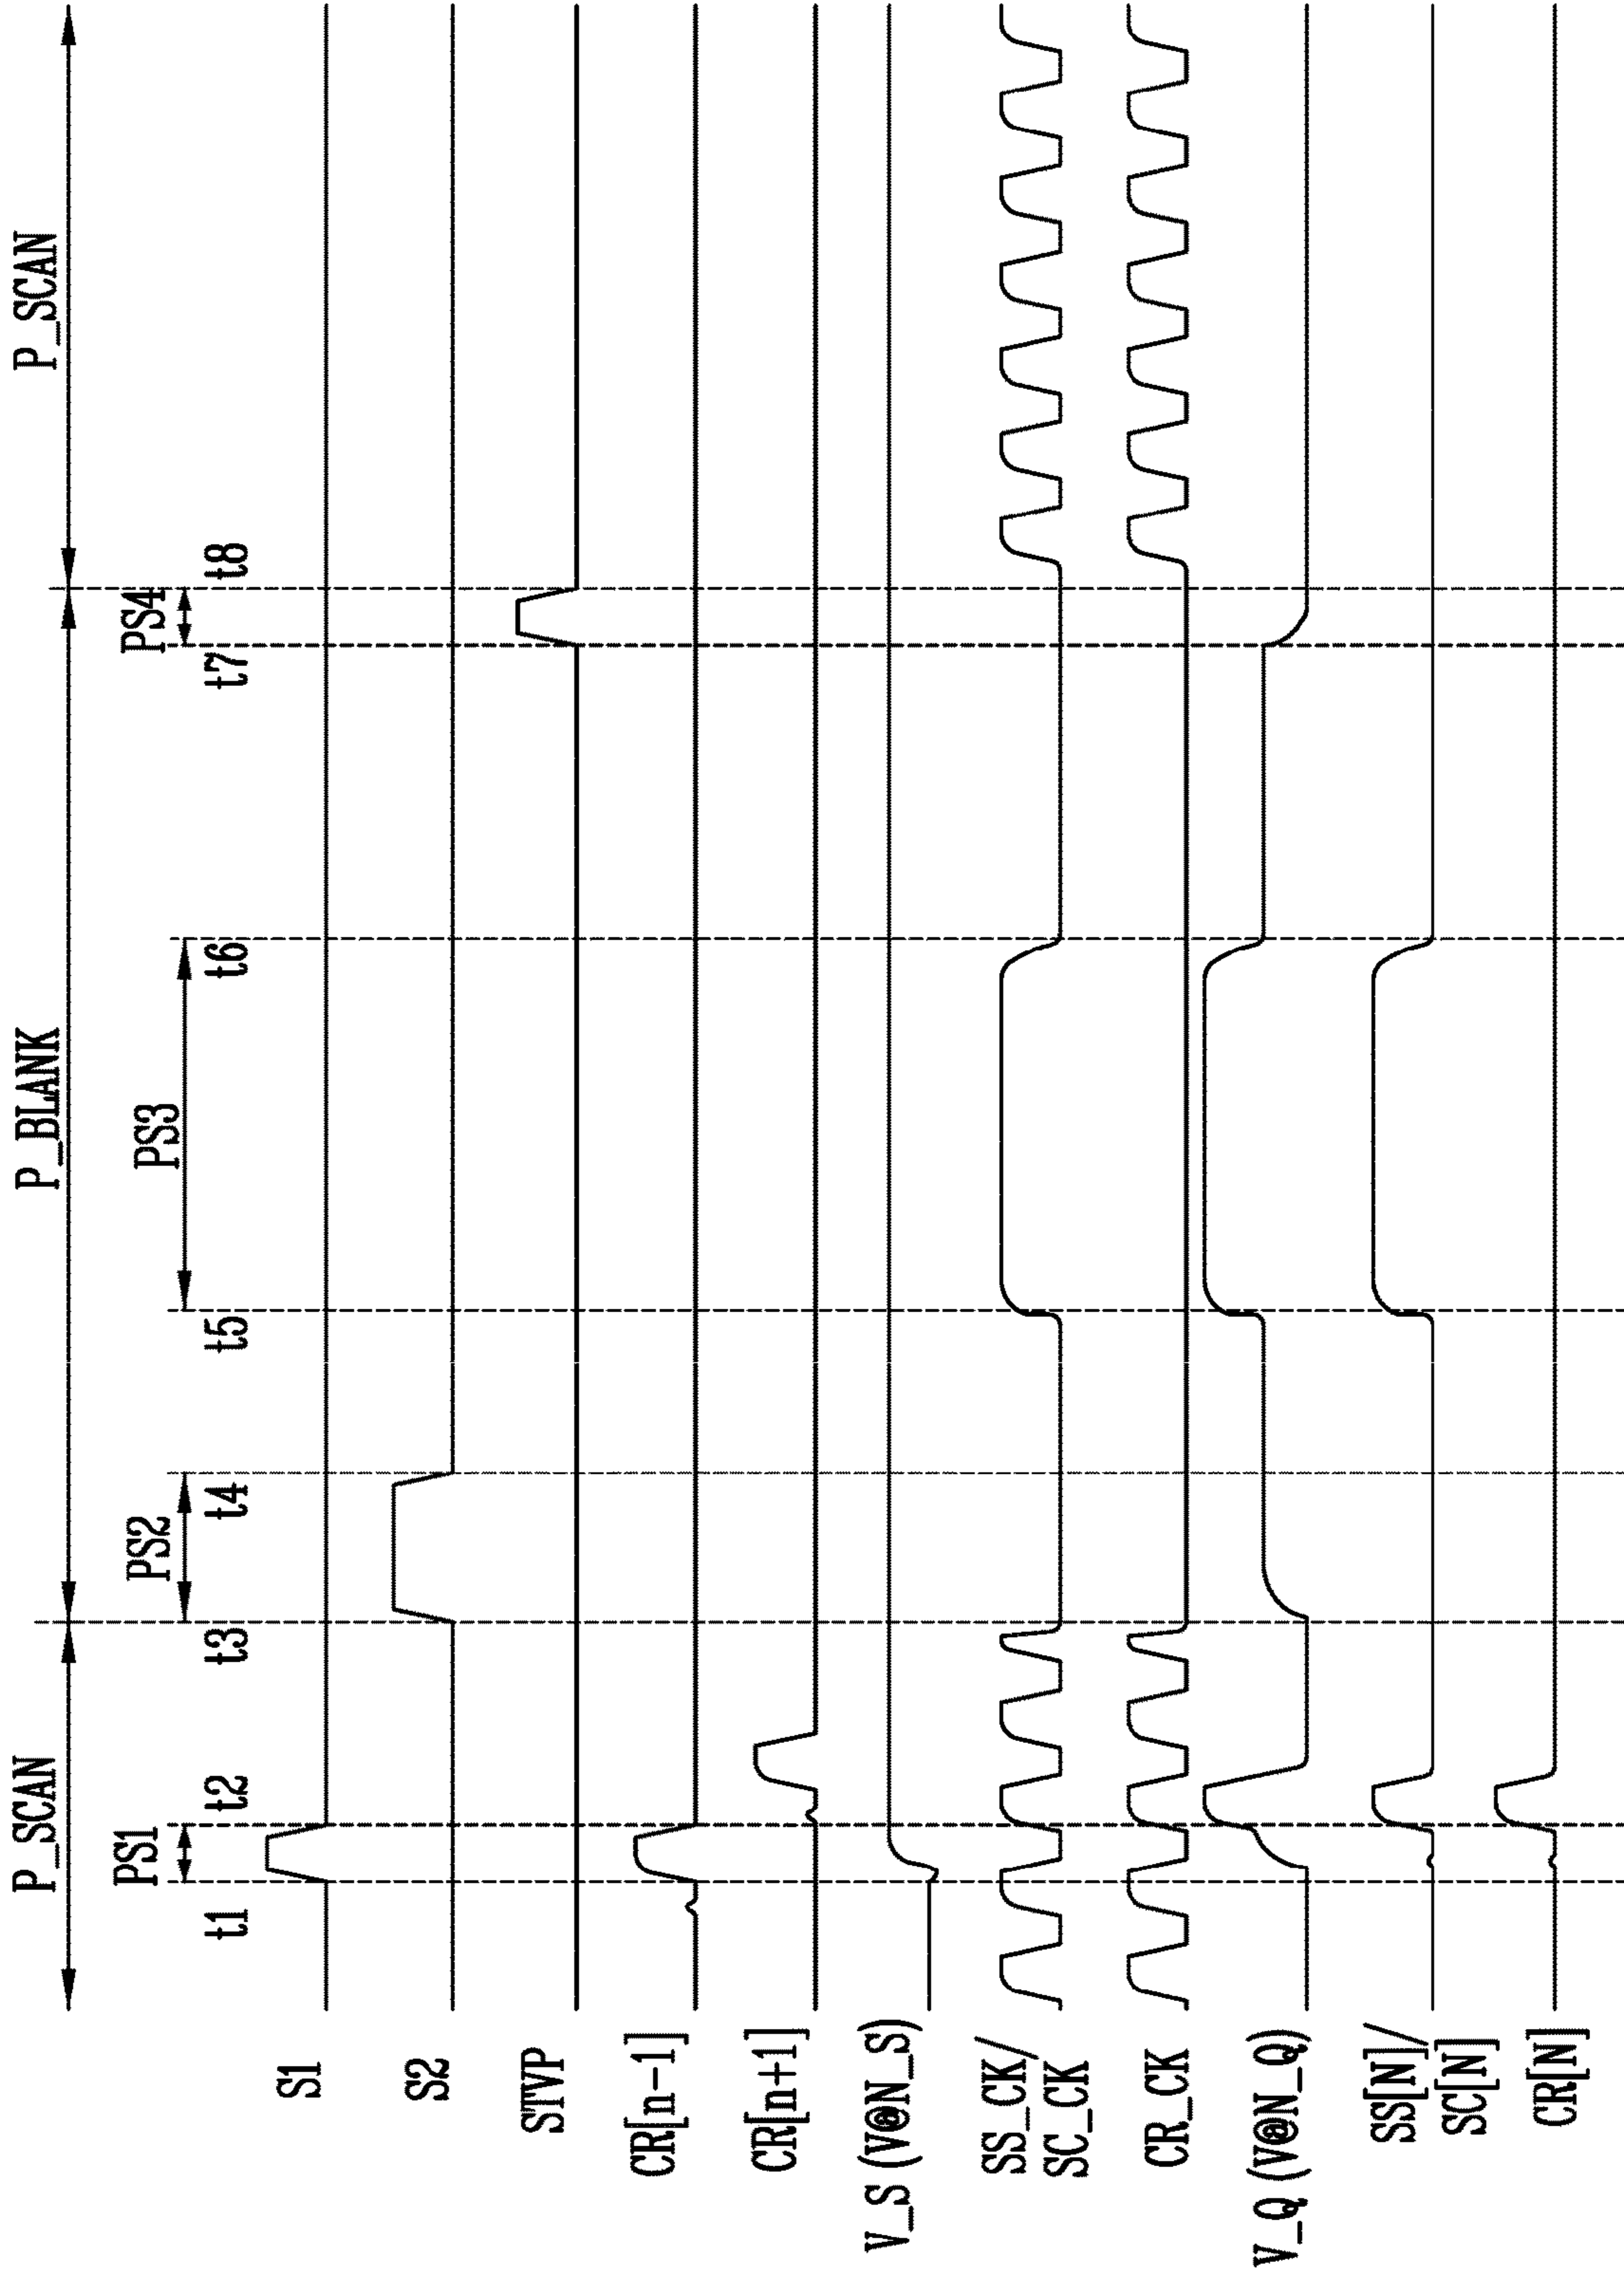 P_SCAN
P_BLANK
P_SCAN
PS1
PS2
PS3
PS4
t1
t2
t3
t4
t5
t6
t7
t8
S1
S2
STVP
CR[n-1]
CR[n+1]
V_S(V@N_S)
SS_CK/
SC_CK
CR_CK
V_Q(V@N_Q)
SS[N]/
SC[N]
CR[N]